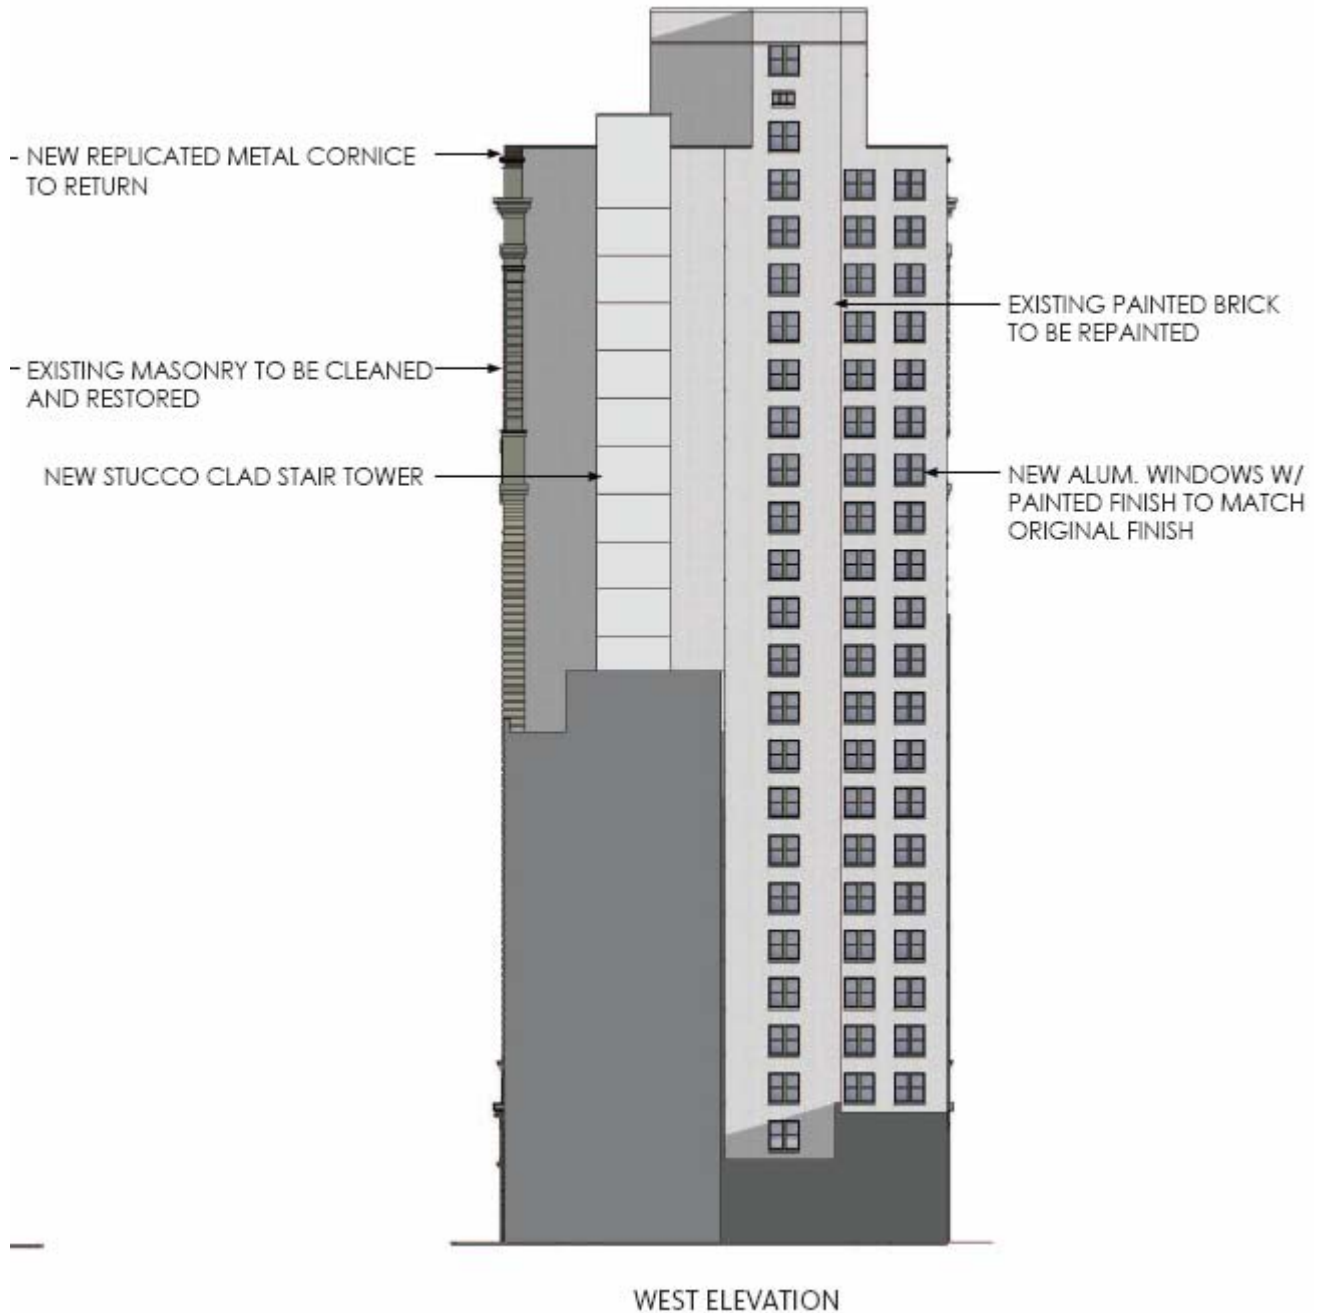 NEW REPLICATED METAL CORNICE
TO RETURN
EXISTING MASONRY TO BE CLEANED
AND RESTORED
NEW STUCCO CLAD STAIR TOWER
EXISTING PAINTED BRICK
TO BE REPAINTED
NEW ALUM. WINDOWS W/
PAINTED FINISH TO MATCH
ORIGINAL FINISH
WEST ELEVATION